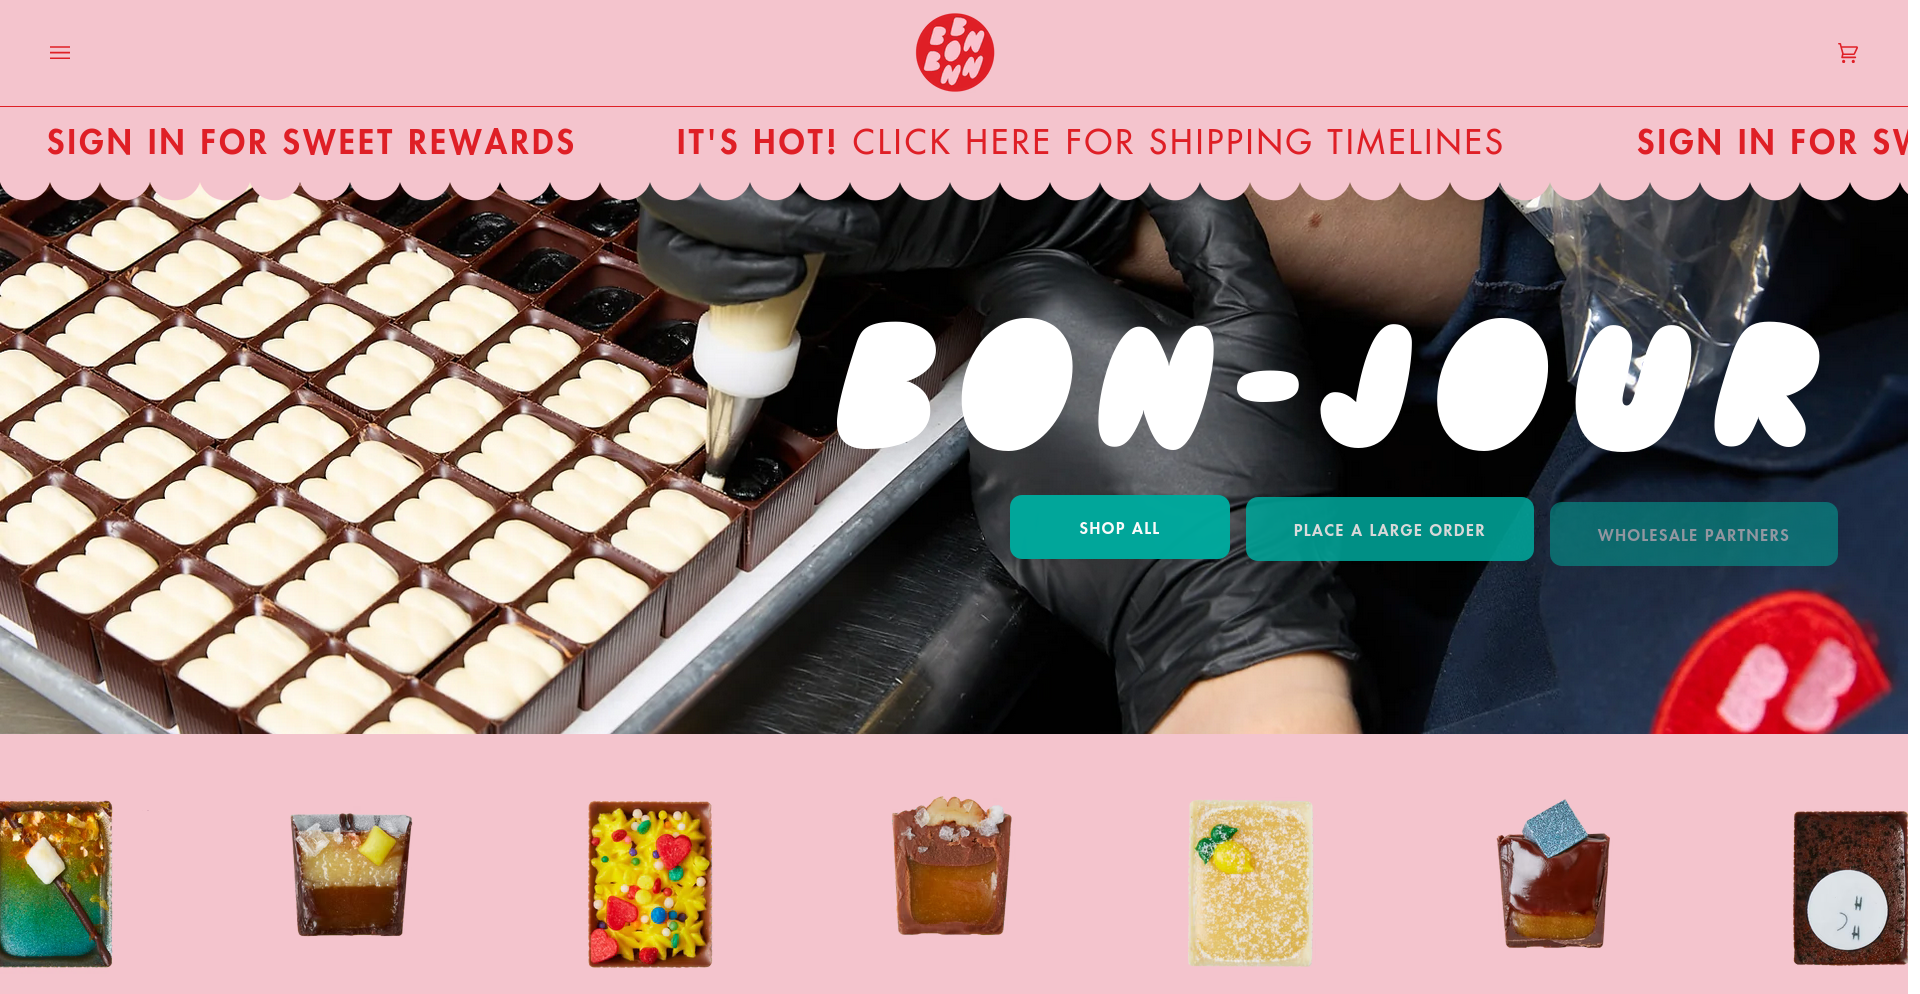 BON BON
SIGN IN FOR SWEET REWARDS
IT'S HOT! CLICK HERE FOR SHIPPING TIMELINES
SIGN IN FOR SW
BON-JOUR
SHOP ALL
PLACE A LARGE ORDER
WHOLESALE PARTNERS